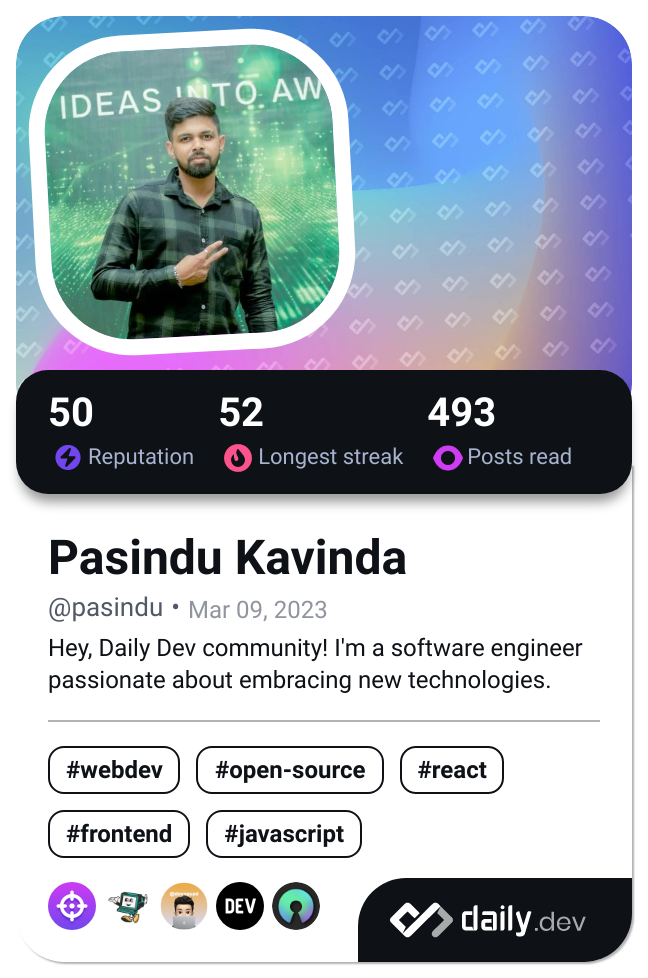 IDEAS INTO AW
50 52 493
Reputation Longest streak Posts read
Pasindu Kavinda
@pasindu • Mar 09, 2023
Hey, Daily Dev community! I'm a software engineer
passionate about embracing new technologies.
#webdev #open-source #react
#frontend #javascript
DEV
daily.dev